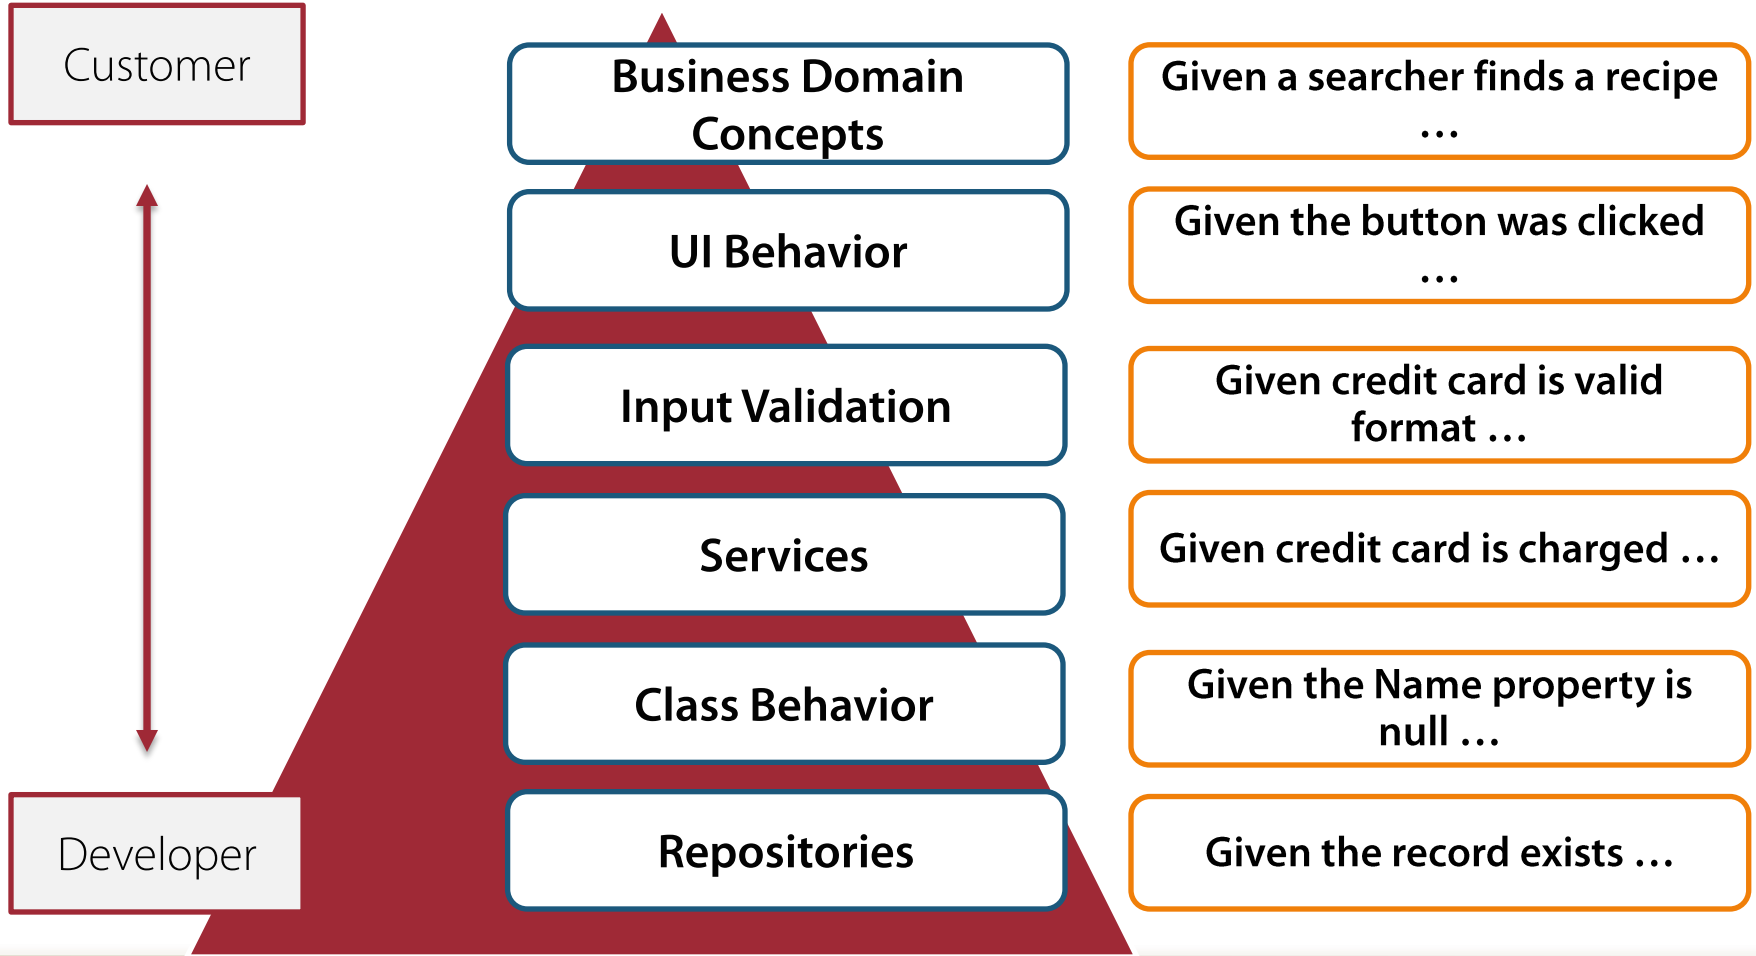 Customer
Business Domain
Concepts
Given a searcher finds a recipe
…
UI Behavior
Given the button was clicked
…
Input Validation
Given credit card is valid
format …
Services
Given credit card is charged …
Class Behavior
Given the Name property is
null …
Developer
Repositories
Given the record exists …